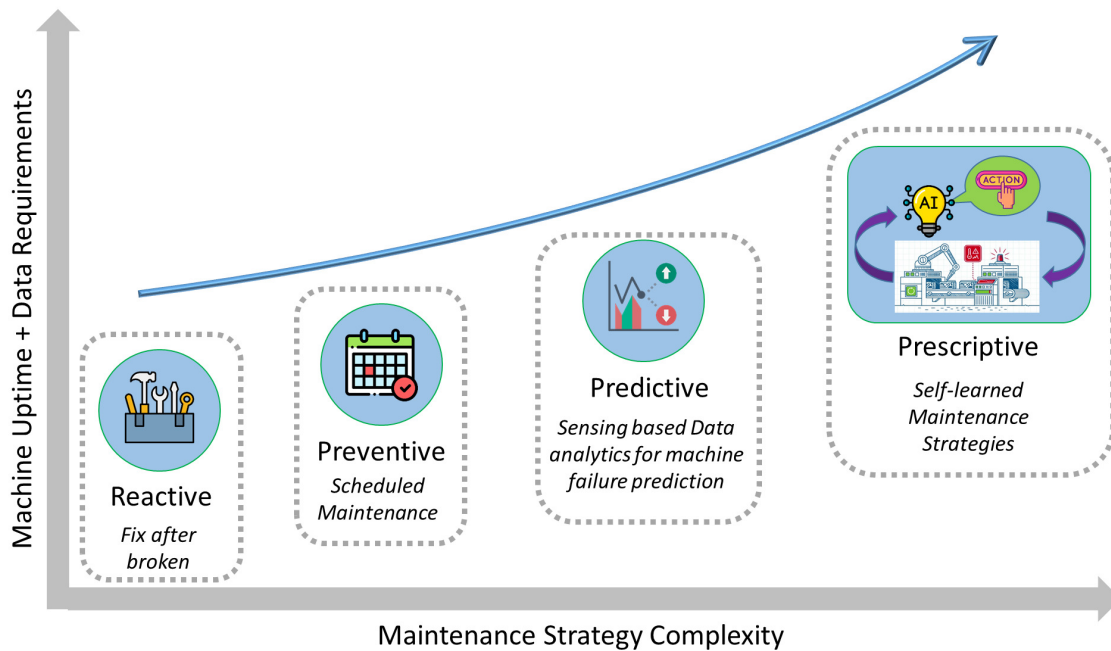 Machine Uptime + Data Requirements
Reactive
Fix after
broken
Preventive
Scheduled
Maintenance
Predictive
Sensing based Data
analytics for machine
failure prediction
AI
ACTION
Prescriptive
Self-learned
Maintenance
Strategies
Maintenance Strategy Complexity